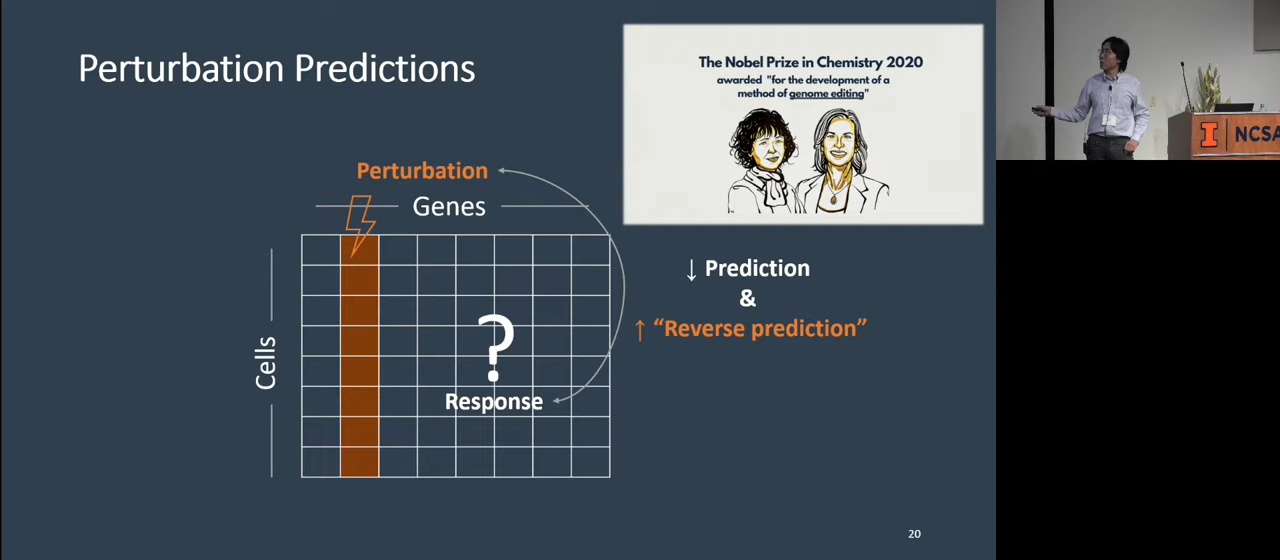 Perturbation Predictions
The Nobel Prize in Chemistry 2020
awarded "for the development of a
method of genome editing"
Perturbation
Genes
Cells
?
Response
↓ Prediction
&
↑ “Reverse prediction”
20
I NCSA